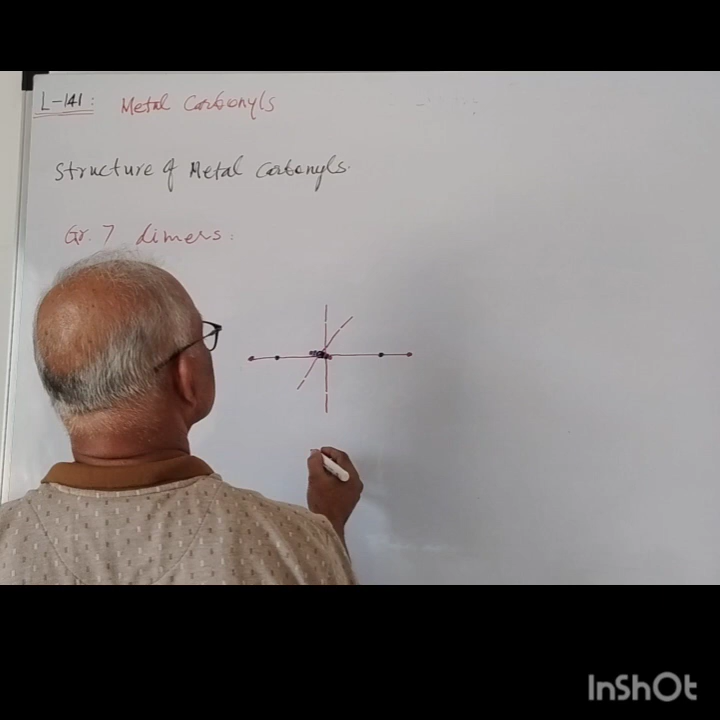 L-141: Metal Carbonyls
Structure of Metal Carbonyls.
Gr. 7 dimers:
InShOt